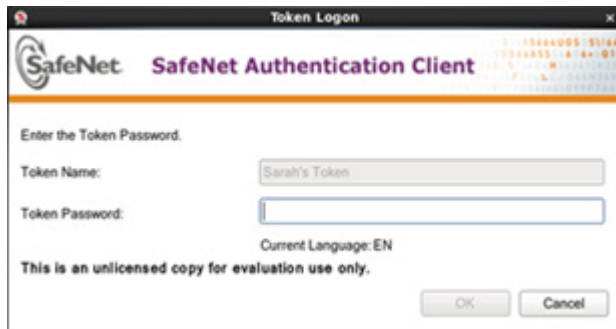 Token Logon
SafeNet
SafeNet Authentication Client
Enter the Token Password.
Token Name:
Sarah's Token
Token Password:
Current Language: EN
This is an unlicensed copy for evaluation use only.
OK
Cancel